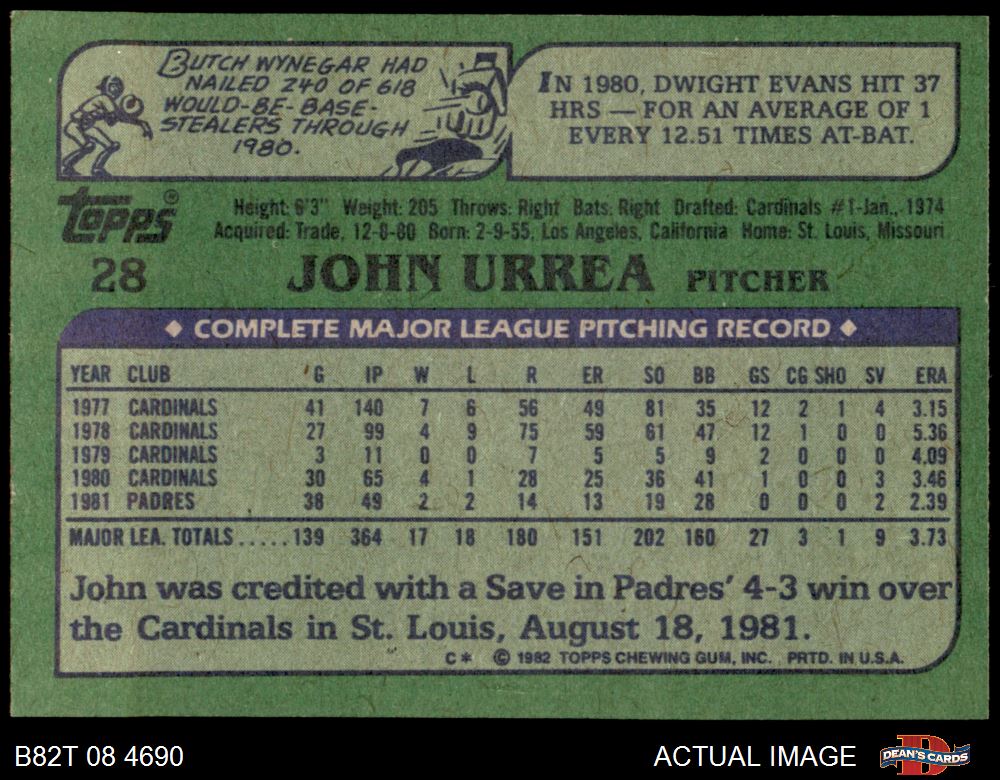 BUTCH WYNEGAR HAD
NAILED 240 OF 618
WOULD-BE-BASE-
STEALERS THROUGH
1980.
IN 1980, DWIGHT EVANS HIT 37
HRS — FOR AN AVERAGE OF 1
EVERY 12.51 TIMES AT-BAT.
topps®
Height: 6'3" Weight: 205 Throws: Right Bats: Right Drafted: Cardinals #1-Jan., 1974
Acquired: Trade, 12-8-80 Born: 2-9-55, Los Angeles, California Home: St. Louis, Missouri
28 JOHN URREA PITCHER
◆ COMPLETE MAJOR LEAGUE PITCHING RECORD ◆
YEAR CLUB G IP W L R ER SO BB GS CG SHO SV ERA
1977 CARDINALS 41 140 7 6 56 49 81 35 12 2 1 4 3.15
1978 CARDINALS 27 99 4 9 75 59 61 47 12 1 0 0 5.36
1979 CARDINALS 3 11 0 0 7 5 5 9 2 0 0 0 4.09
1980 CARDINALS 30 65 4 1 28 25 36 41 1 0 0 3 3.46
1981 PADRES 38 49 2 2 14 13 19 28 0 0 0 2 2.39
MAJOR LEA. TOTALS.....139 364 17 18 180 151 202 160 27 3 1 9 3.73
John was credited with a Save in Padres' 4-3 win over
the Cardinals in St. Louis, August 18, 1981.
C* © 1982 TOPPS CHEWING GUM, INC. PRTD. IN U.S.A.
B82T 08 4690 ACTUAL IMAGE D DEAN'S CARDS